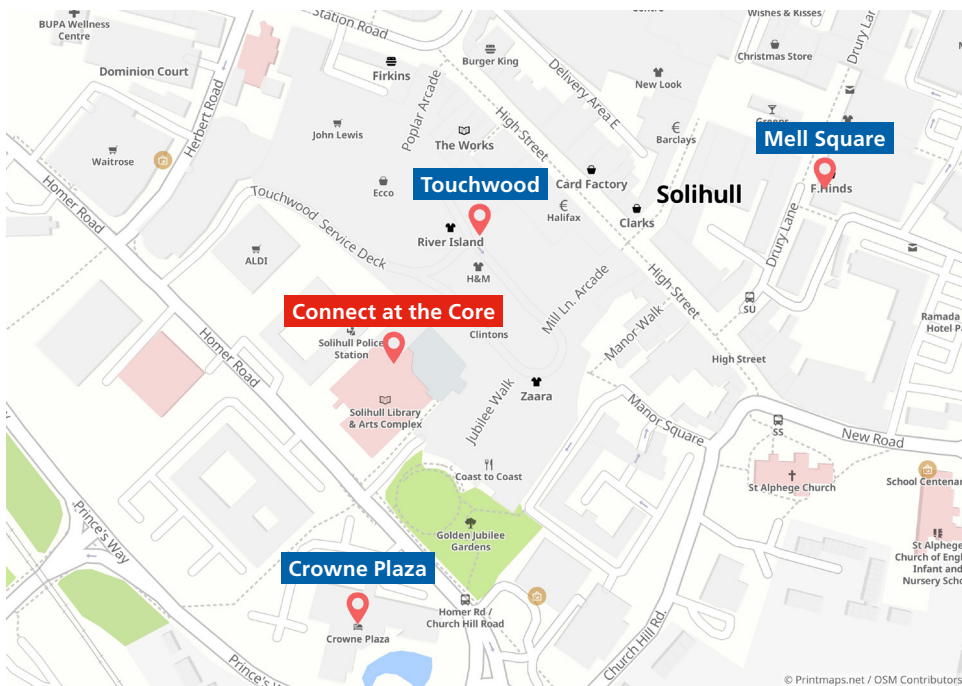 BUPA Wellness
Centre
Station Road
Wishes & Kisses
Drury Lane
Christmas Store
Burger King
Firkins
Dominion Court
Delivery Area E
New Look
Herbert Road
Poplar Arcade
High Street
Greens
John Lewis
The Works
Barclays
Mell Square
Waitrose
Touchwood
Card Factory
Solihull
F.Hinds
Ecco
Halifax
Clarks
Homer Road
Touchwood Service Deck
River Island
Drury Lane
ALDI
H&M
Mill Ln. Arcade
High Street
SU
Connect at the Core
Manor Walk
Ramada
Hotel
Clintons
Solihull Police
Station
Homer Road
High Street
Zaara
Solihull Library
& Arts Complex
Jubilee Walk
Manor Square
SS
New Road
Coast to Coast
St Alphege Church
School Centenar
Prince's Way
Golden Jubilee
Gardens
St Alphege
Church of Engl
Infant and
Nursery Scho
Crowne Plaza
Homer Rd /
Church Hill Road
Church Hill Rd.
Crowne Plaza
Prince's Way
© Printmaps.net / OSM Contributors